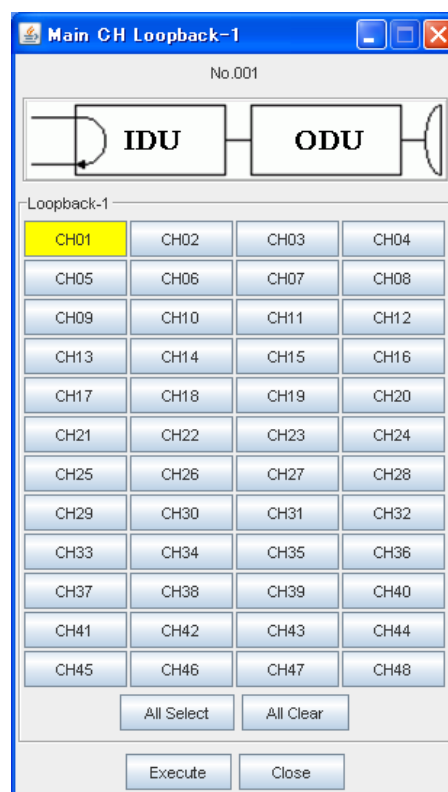 Main CH Loopback-1
No.001
IDU ODU
Loopback-1
CH01 CH02 CH03 CH04
CH05 CH06 CH07 CH08
CH09 CH10 CH11 CH12
CH13 CH14 CH15 CH16
CH17 CH18 CH19 CH20
CH21 CH22 CH23 CH24
CH25 CH26 CH27 CH28
CH29 CH30 CH31 CH32
CH33 CH34 CH35 CH36
CH37 CH38 CH39 CH40
CH41 CH42 CH43 CH44
CH45 CH46 CH47 CH48
All Select All Clear
Execute Close